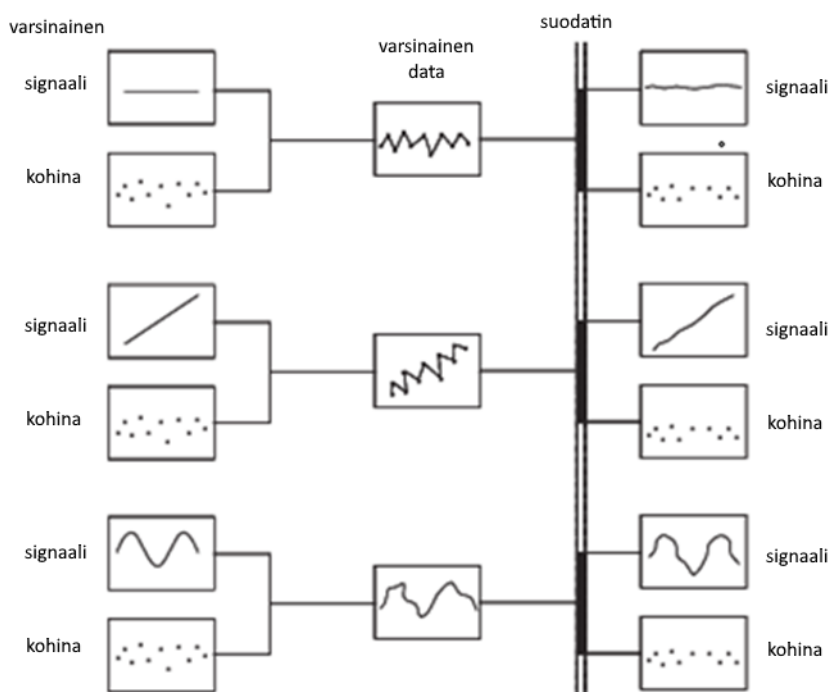 varsinainen
signaali
kohina
signaali
kohina
signaali
kohina
varsinainen
data
suodatin
signaali
kohina
signaali
kohina
signaali
kohina